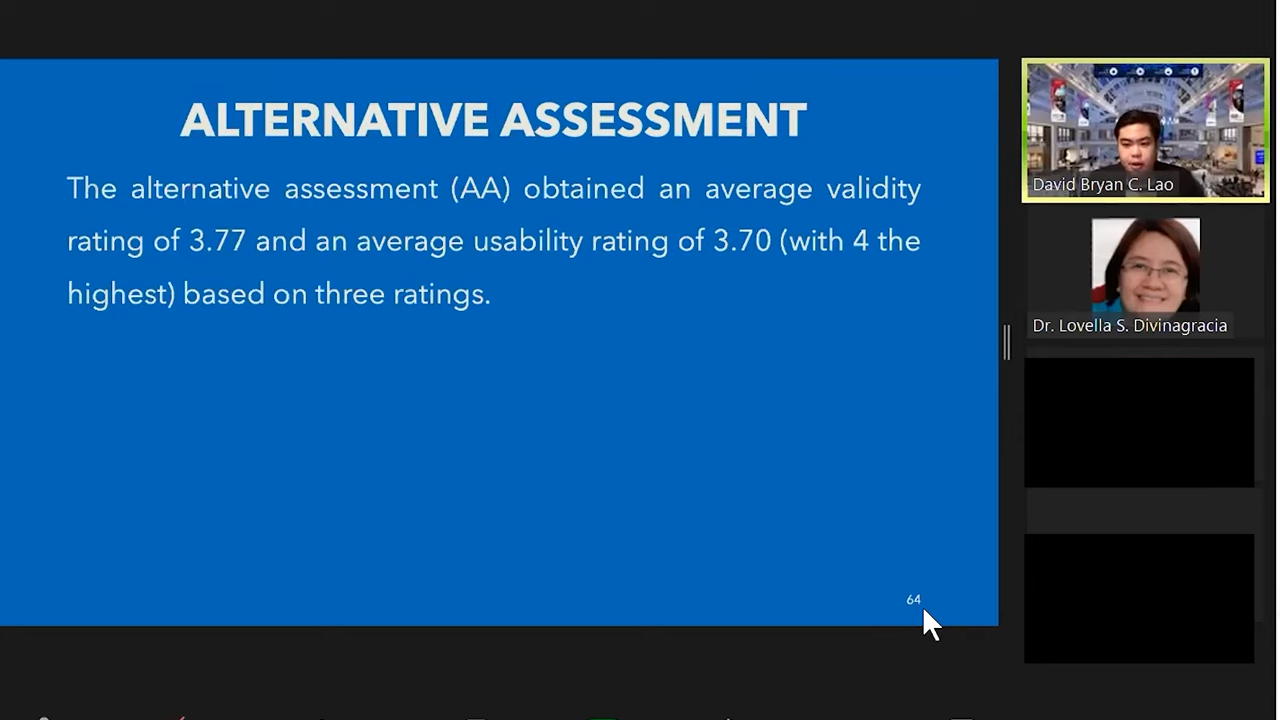 ALTERNATIVE ASSESSMENT
The alternative assessment (AA) obtained an average validity
rating of 3.77 and an average usability rating of 3.70 (with 4 the
highest) based on three ratings.
64
David Bryan C. Lao
Dr. Lovella S. Divinagracia